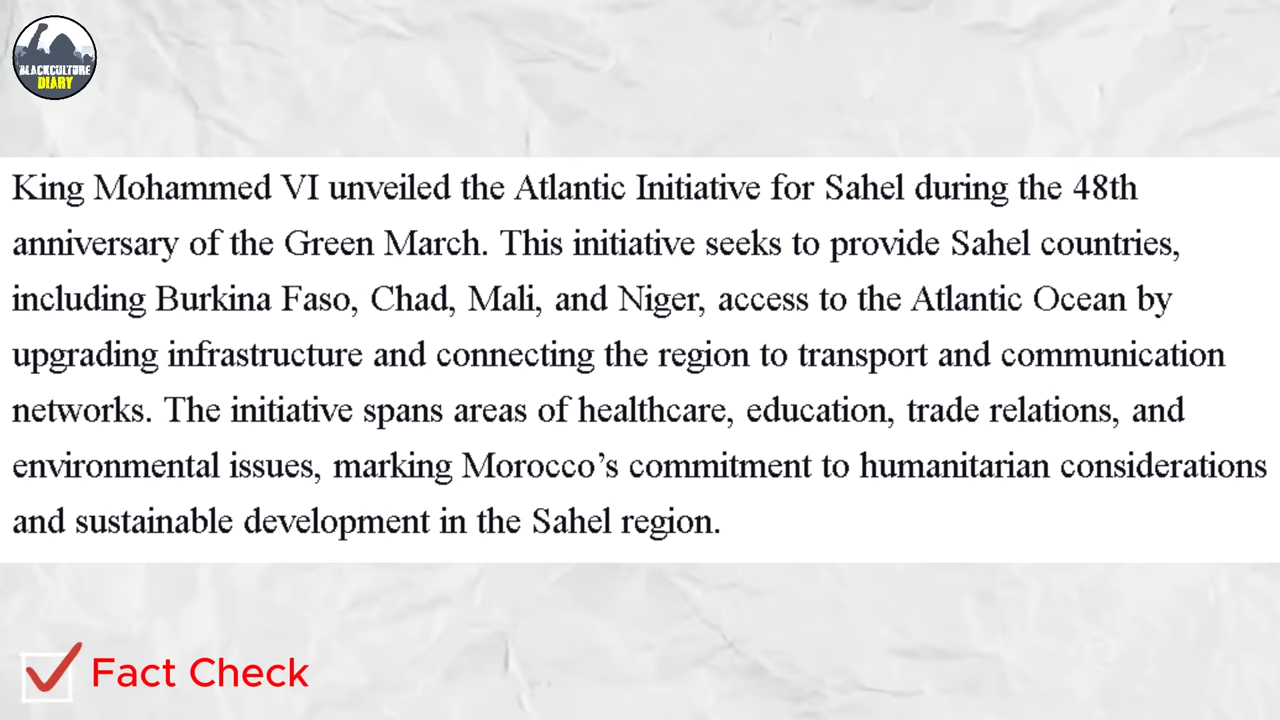 BLACKCULTURE
DIARY
King Mohammed VI unveiled the Atlantic Initiative for Sahel during the 48th
anniversary of the Green March. This initiative seeks to provide Sahel countries,
including Burkina Faso, Chad, Mali, and Niger, access to the Atlantic Ocean by
upgrading infrastructure and connecting the region to transport and communication
networks. The initiative spans areas of healthcare, education, trade relations, and
environmental issues, marking Morocco’s commitment to humanitarian considerations
and sustainable development in the Sahel region.
Fact Check